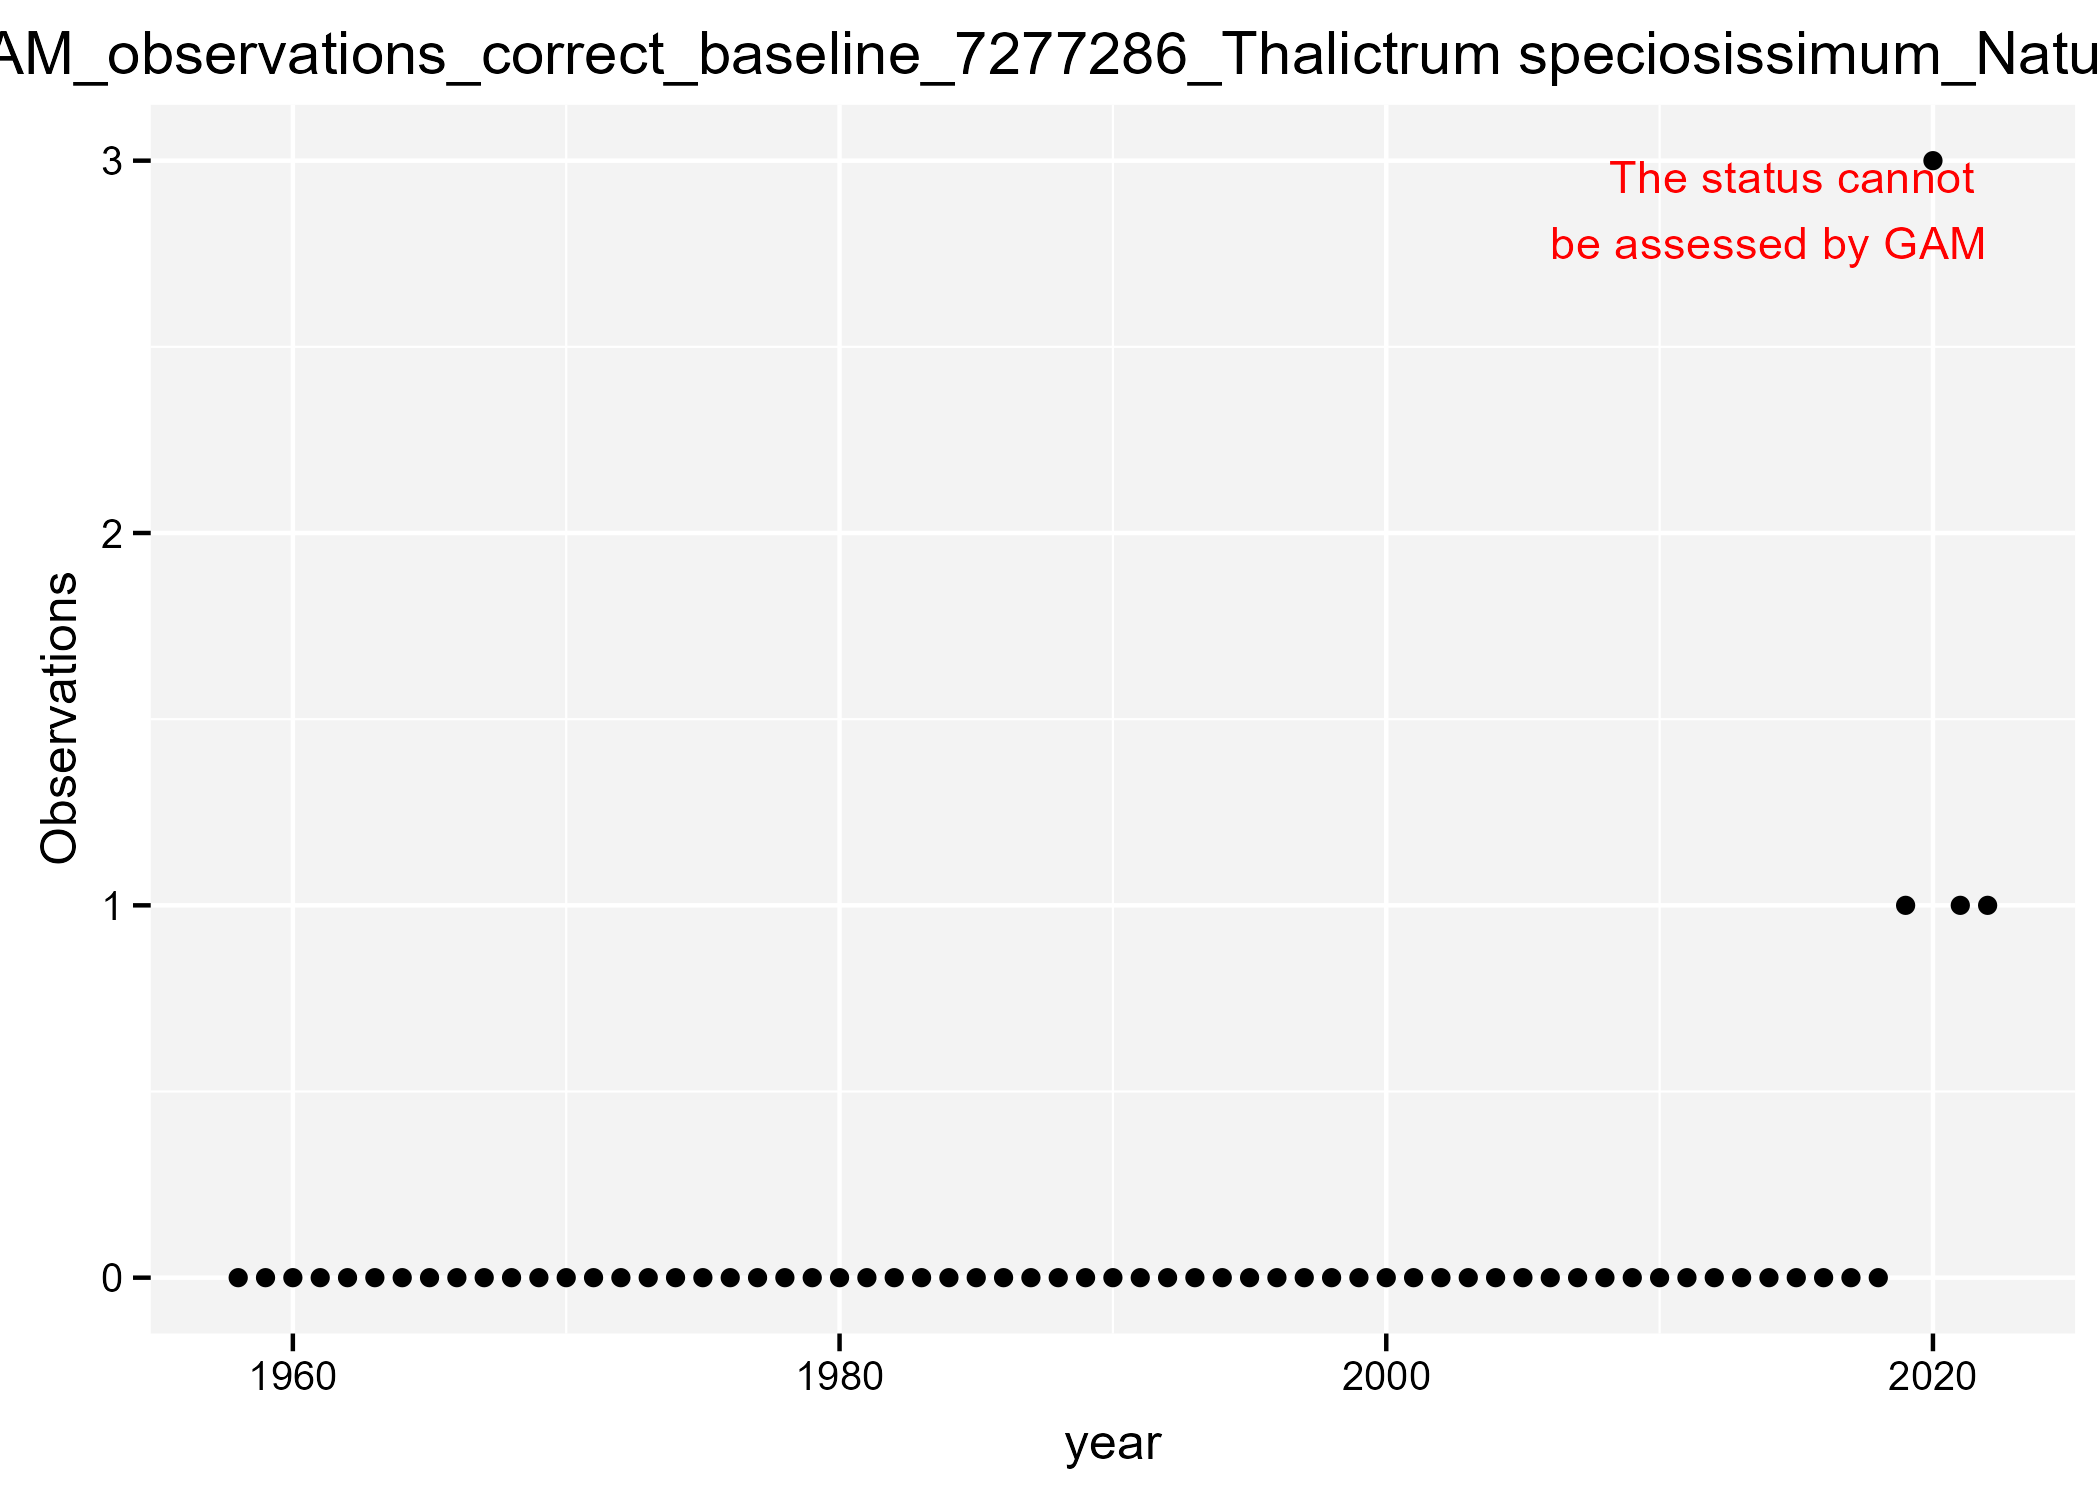 AM_observations_correct_baseline_7277286_Thalictrum speciosissimum_Natu
3
The status cannot
be assessed by GAM
2
Observations
1
0
1960 1980 2000 2020
year